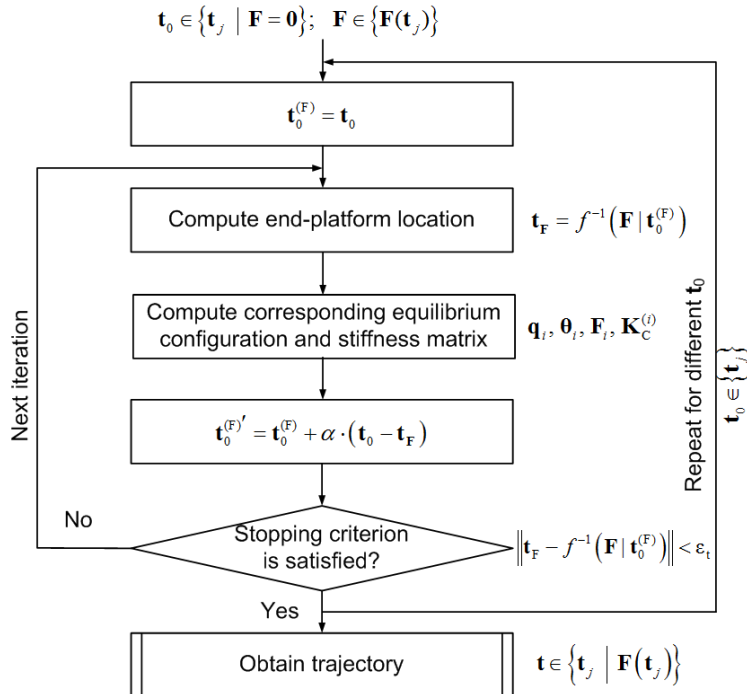 𝐭₀ ∈ {𝐭ⱼ | 𝐅 = 𝟎}; 𝐅 ∈ {𝐅(𝐭ⱼ)}
𝐭₀^(F) = 𝐭₀
Compute end-platform location
𝐭_𝐅 = f⁻¹(𝐅 | 𝐭₀^(F))
Compute corresponding equilibrium
configuration and stiffness matrix
𝐪ᵢ, 𝛉ᵢ, 𝐅ᵢ, 𝐊_C^(i)
𝐭₀^(F)′ = 𝐭₀^(F) + α·(𝐭₀ − 𝐭_𝐅)
Stopping criterion
is satisfied?
‖𝐭_F − f⁻¹(𝐅 | 𝐭₀^(F))‖ < ε_t
No
Yes
Next iteration
Repeat for different 𝐭₀
𝐭₀ ∈ {𝐭ⱼ}
Obtain trajectory
𝐭 ∈ {𝐭ⱼ | 𝐅(𝐭ⱼ)}